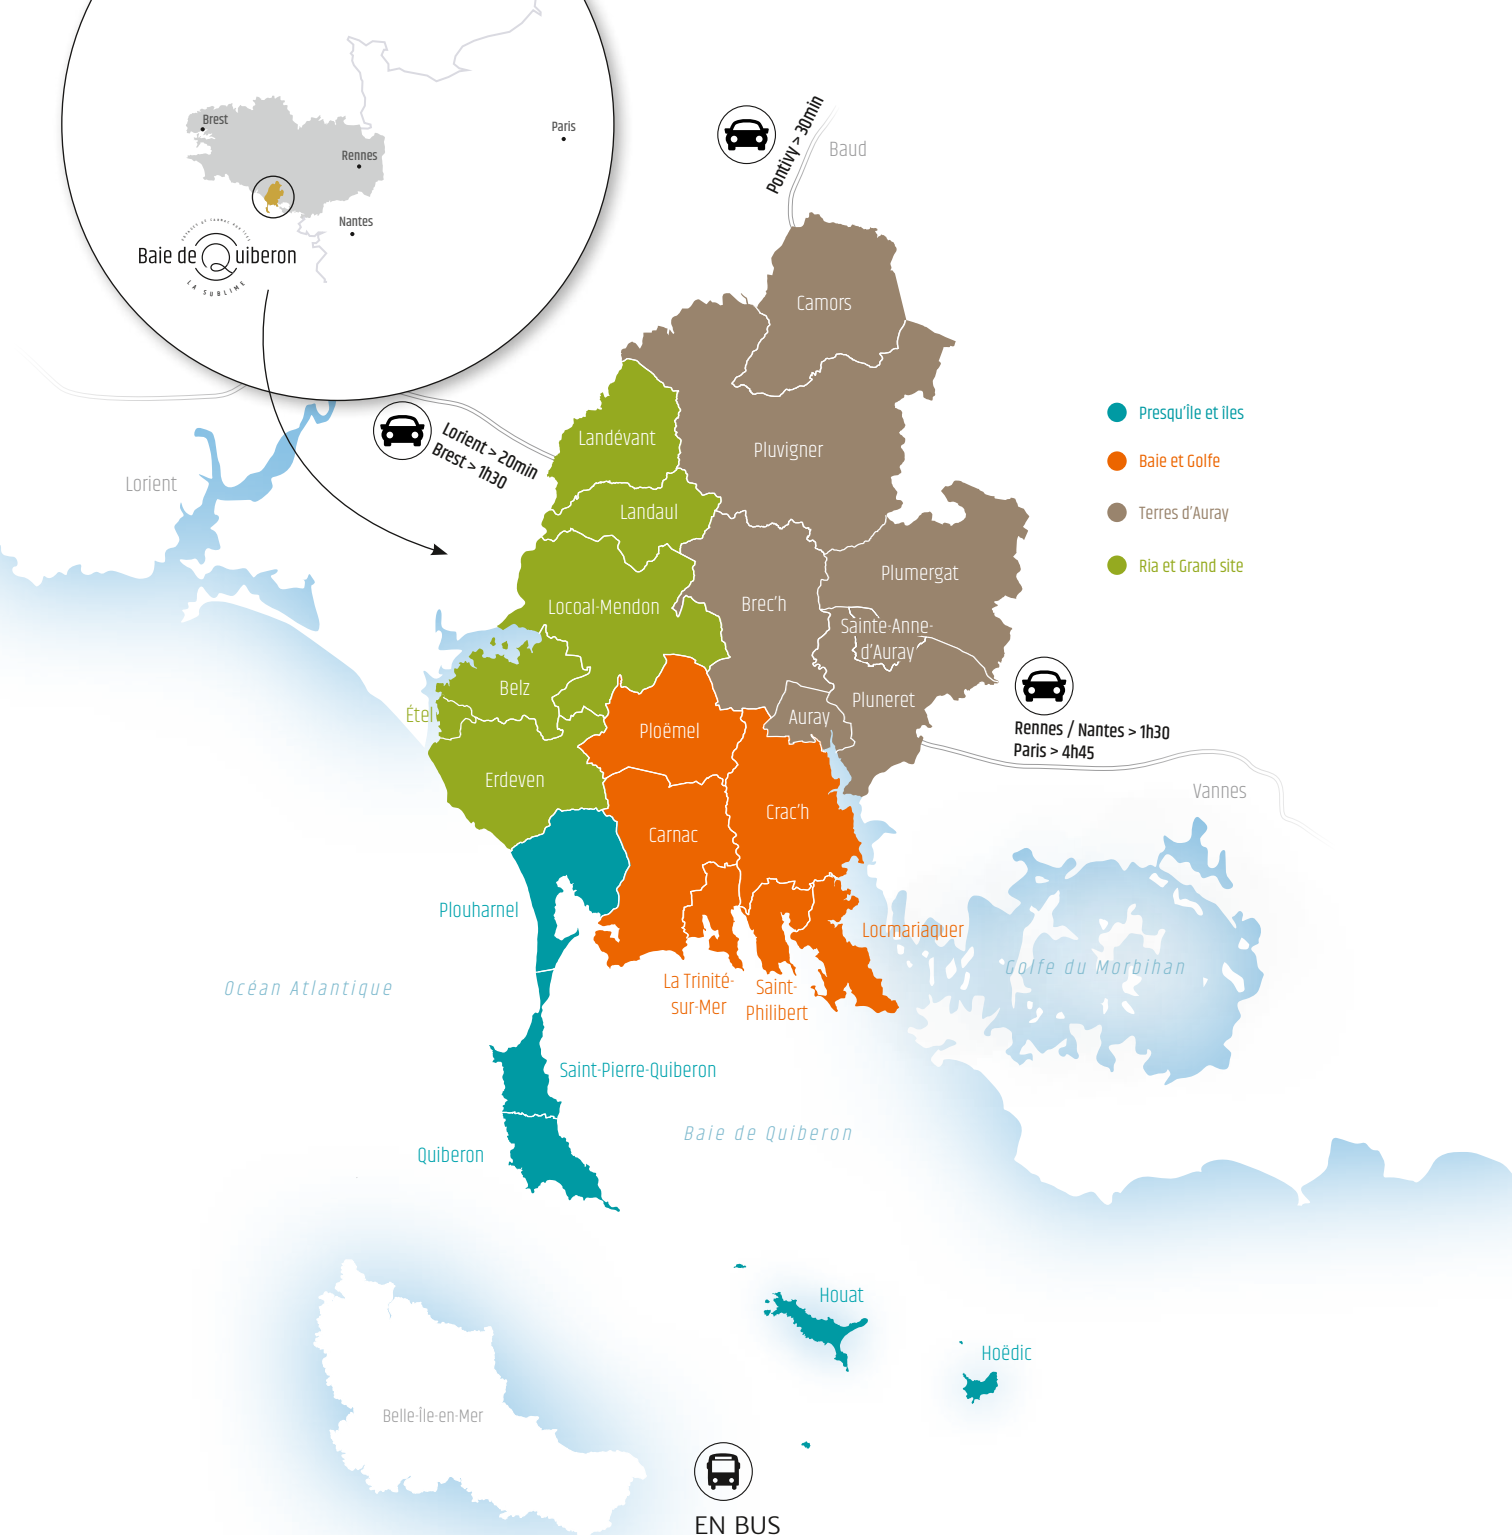 Brest
Rennes
Paris
Nantes
Baie de Quiberon
LA SUBLIME
Pontivy > 30min
Baud
Camors
Lorient > 20min
Brest > 1h30
Landévant
Pluvigner
Presqu'Île et iles
Baie et Golfe
Terres d'Auray
Ria et Grand site
Lorient
Landaul
Plumergat
Locoal-Mendon
Brec'h
Sainte-Anne-
d'Auray
Belz
Étel
Pluneret
Auray
Ploëmel
Rennes / Nantes > 1h30
Paris > 4h45
Erdeven
Vannes
Crac'h
Carnac
Plouharnel
Locmariaquer
Golfe du Morbihan
Océan Atlantique
La Trinité-
sur-Mer
Saint-
Philibert
Saint-Pierre-Quiberon
Baie de Quiberon
Quiberon
Houat
Hoëdic
Belle-Île-en-Mer
EN BUS